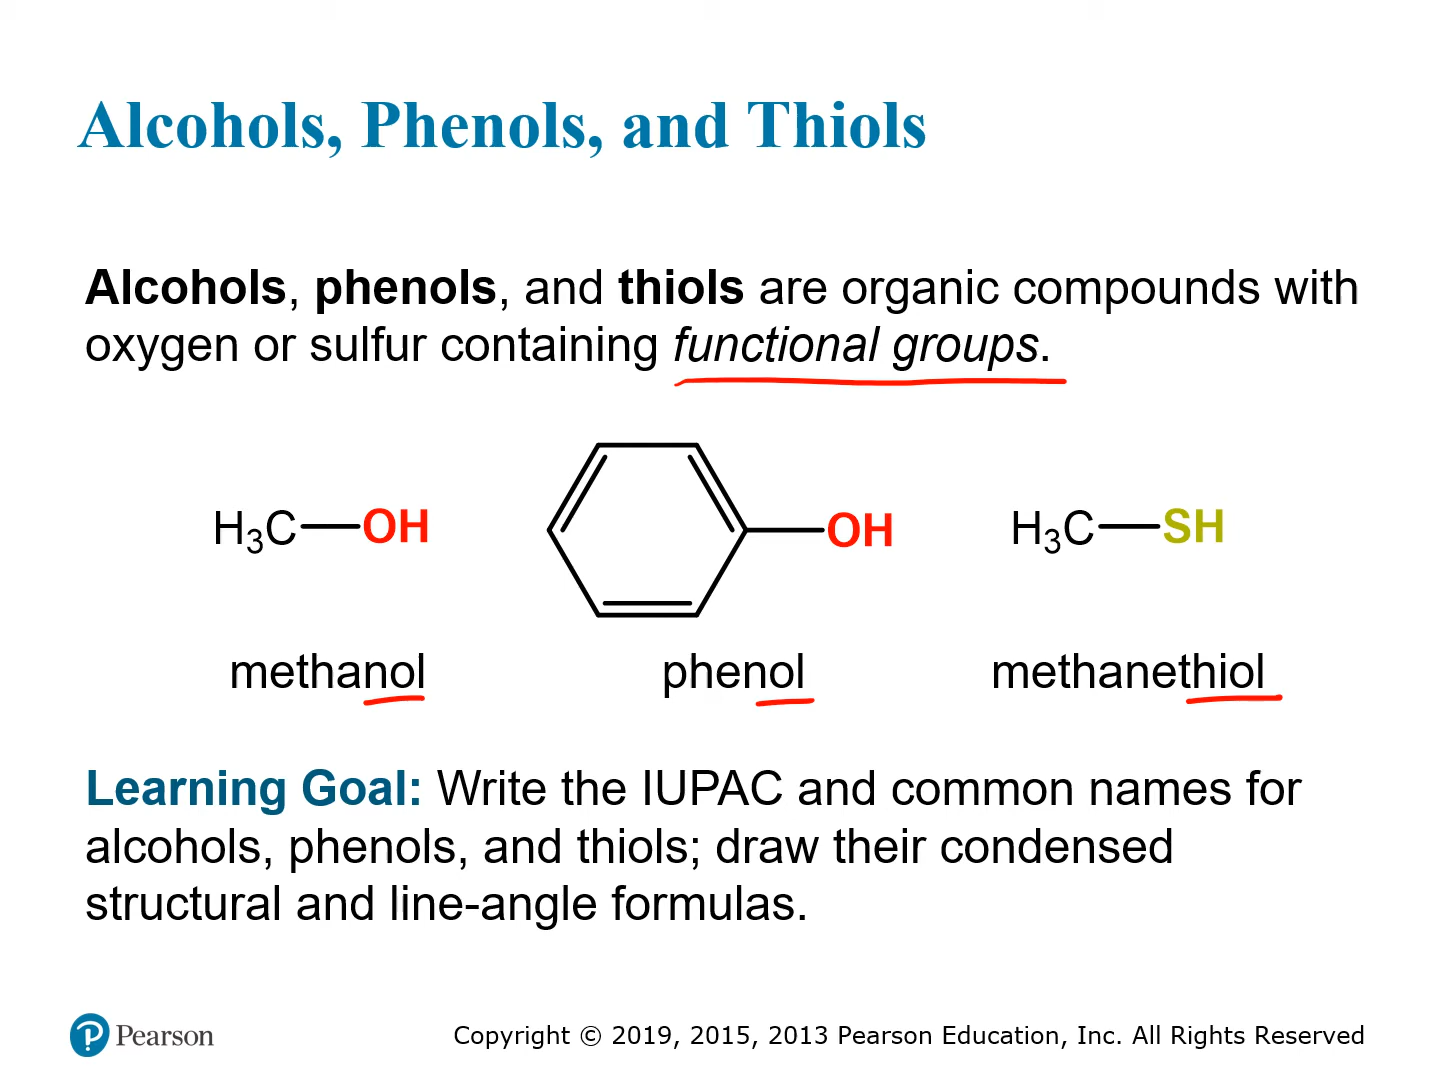 Alcohols, Phenols, and Thiols
Alcohols, phenols, and thiols are organic compounds with
oxygen or sulfur containing functional groups.
H₃C—OH
OH
H₃C—SH
methanol
phenol
methanethiol
Learning Goal: Write the IUPAC and common names for
alcohols, phenols, and thiols; draw their condensed
structural and line-angle formulas.
P Pearson
Copyright © 2019, 2015, 2013 Pearson Education, Inc. All Rights Reserved